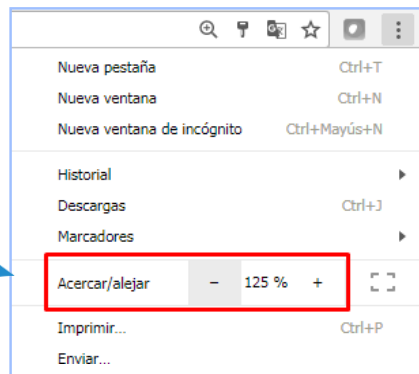 Nueva pestaña Ctrl+T
Nueva ventana Ctrl+N
Nueva ventana de incógnito Ctrl+Mayús+N
Historial
Descargas Ctrl+J
Marcadores
Acercar/alejar − 125 % +
Imprimir... Ctrl+P
Enviar...